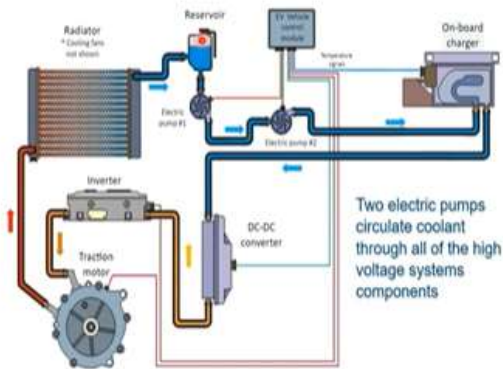 Radiator
* Cooling fans
not shown
Reservoir
EV Vehicle
control
module
Temperature
signals
On-board
charger
Electric
pump #1
Electric pump #2
Inverter
DC-DC
converter
Traction
motor
Two electric pumps
circulate coolant
through all of the high
voltage systems
components